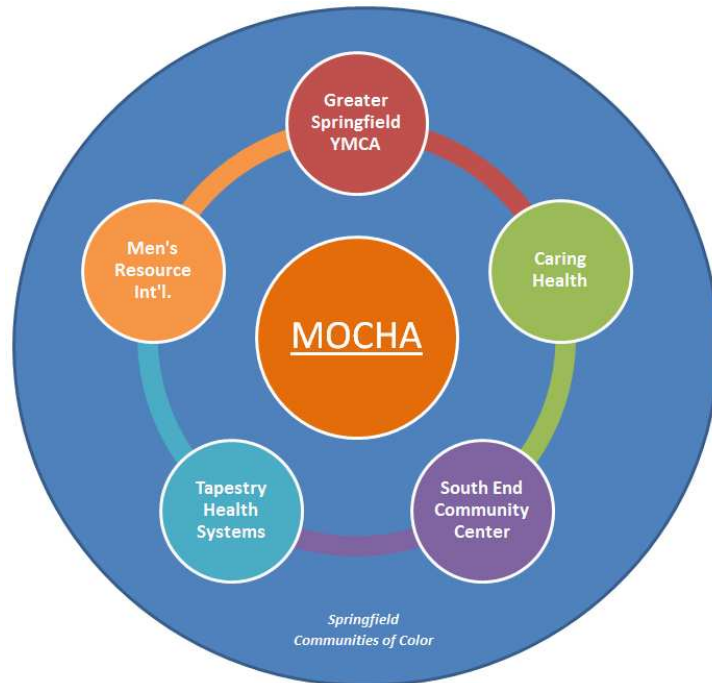 Greater
Springfield
YMCA
Men's
Resource
Int'l.
Caring
Health
MOCHA
Tapestry
Health
Systems
South End
Community
Center
Springfield
Communities of Color